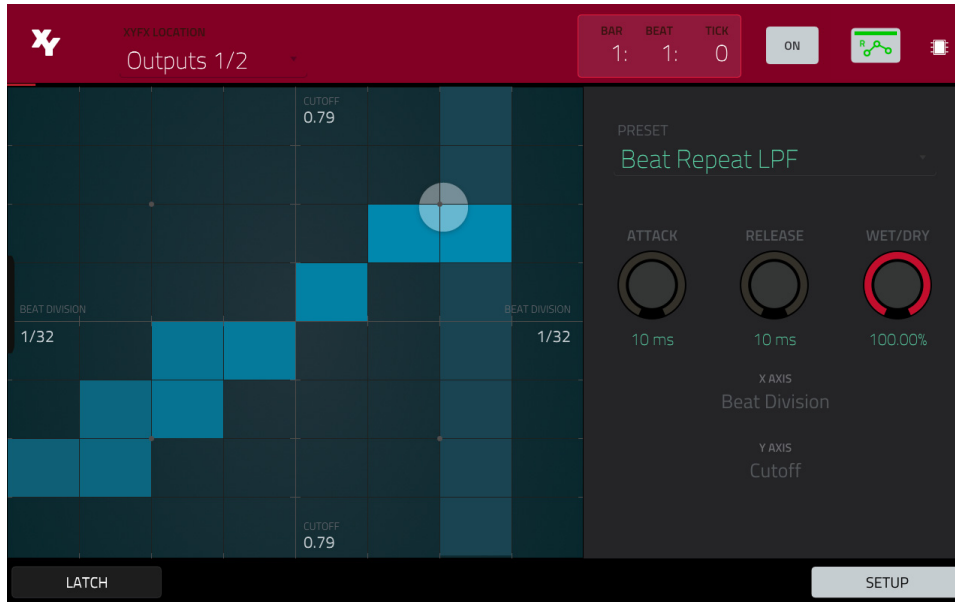 XY
XYFX LOCATION
Outputs 1/2
BAR BEAT TICK
1: 1: 0
ON
R
CUTOFF
0.79
PRESET
Beat Repeat LPF
ATTACK RELEASE WET/DRY
10 ms 10 ms 100.00%
BEAT DIVISION BEAT DIVISION
1/32 1/32
X AXIS
Beat Division
Y AXIS
Cutoff
CUTOFF
0.79
LATCH
SETUP